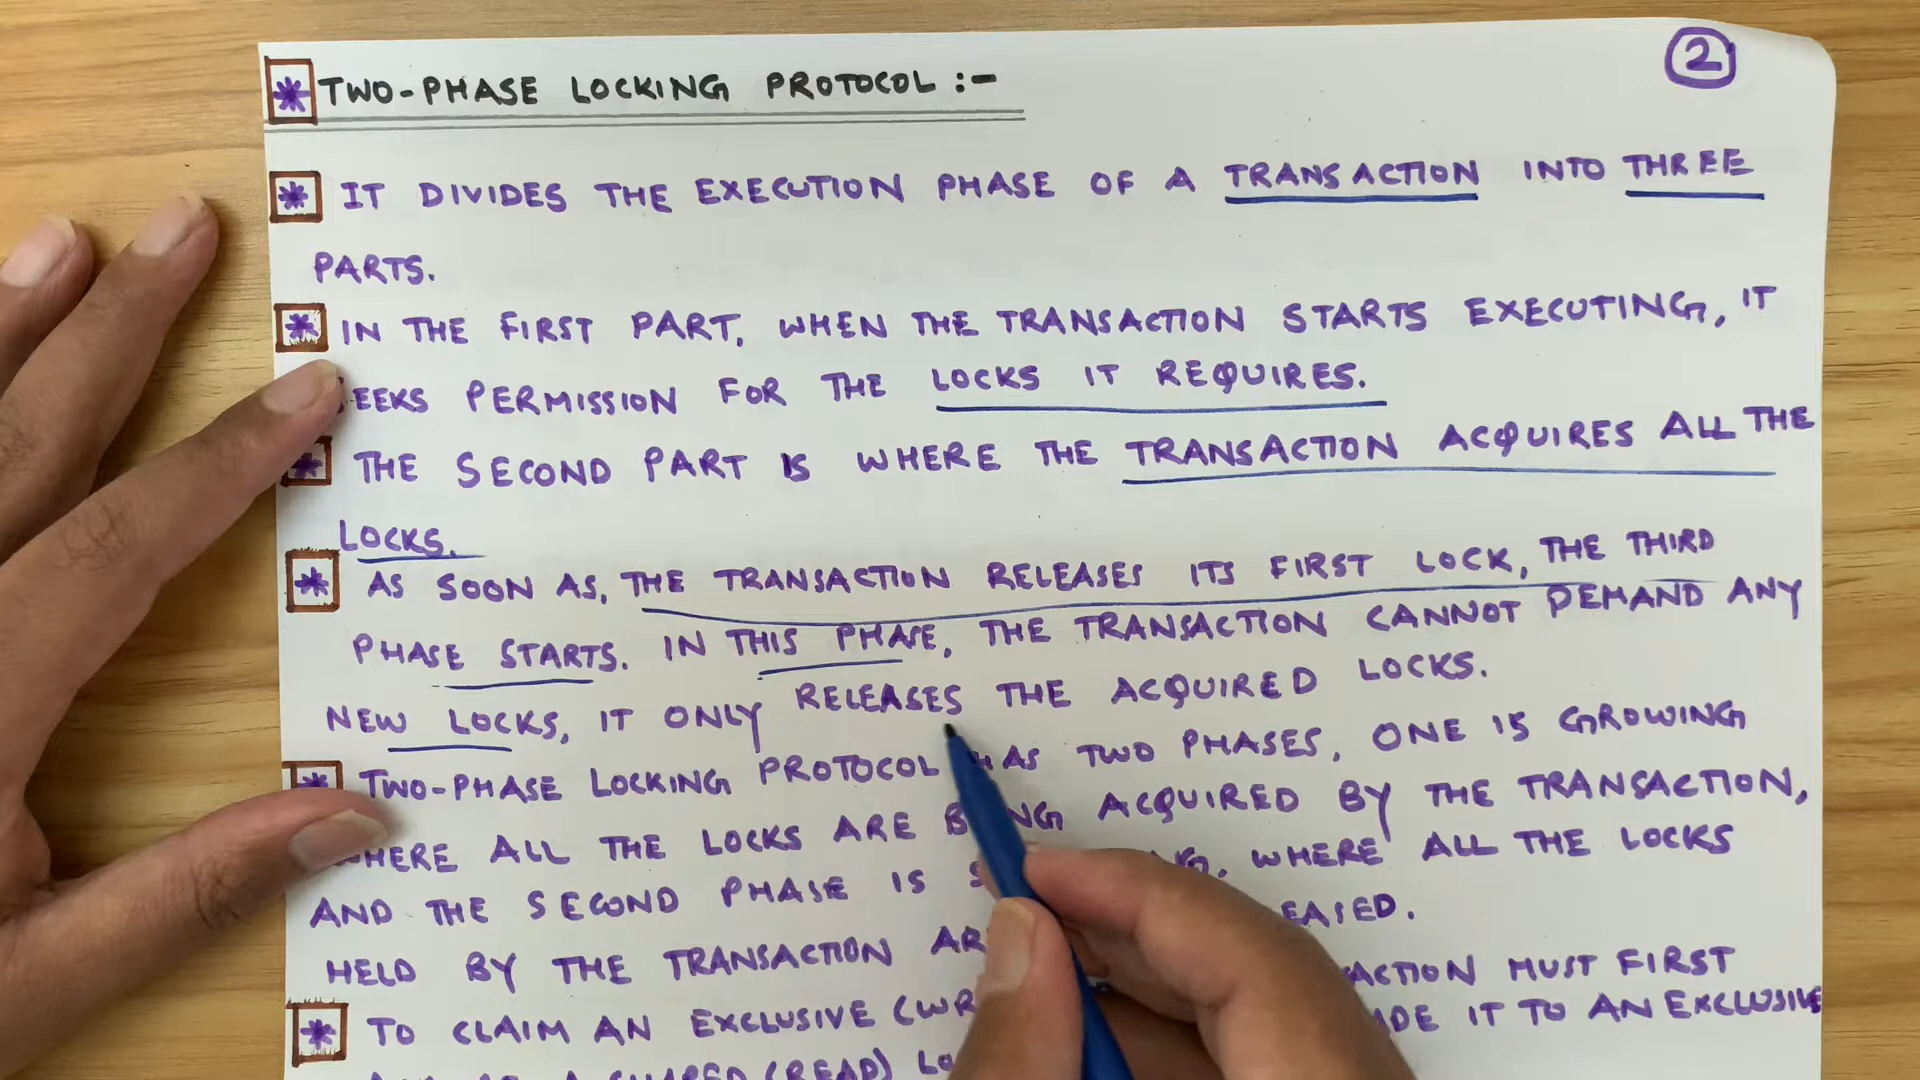 2
TWO-PHASE LOCKING PROTOCOL :-
IT DIVIDES THE EXECUTION PHASE OF A TRANSACTION INTO THREE
PARTS.
IN THE FIRST PART, WHEN THE TRANSACTION STARTS EXECUTING, IT
SEEKS PERMISSION FOR THE LOCKS IT REQUIRES.
THE SECOND PART IS WHERE THE TRANSACTION ACQUIRES ALL THE
LOCKS.
AS SOON AS, THE TRANSACTION RELEASES ITS FIRST LOCK, THE THIRD
PHASE STARTS. IN THIS PHASE, THE TRANSACTION CANNOT DEMAND ANY
NEW LOCKS, IT ONLY RELEASES THE ACQUIRED LOCKS.
TWO-PHASE LOCKING PROTOCOL HAS TWO PHASES, ONE IS GROWING
WHERE ALL THE LOCKS ARE BEING ACQUIRED BY THE TRANSACTION,
AND THE SECOND PHASE IS WHERE ALL THE LOCKS
HELD BY THE TRANSACTION
TO CLAIM AN EXCLUSIVE MUST FIRST
A SHARED (READ) IT TO AN EXCLUSIVE